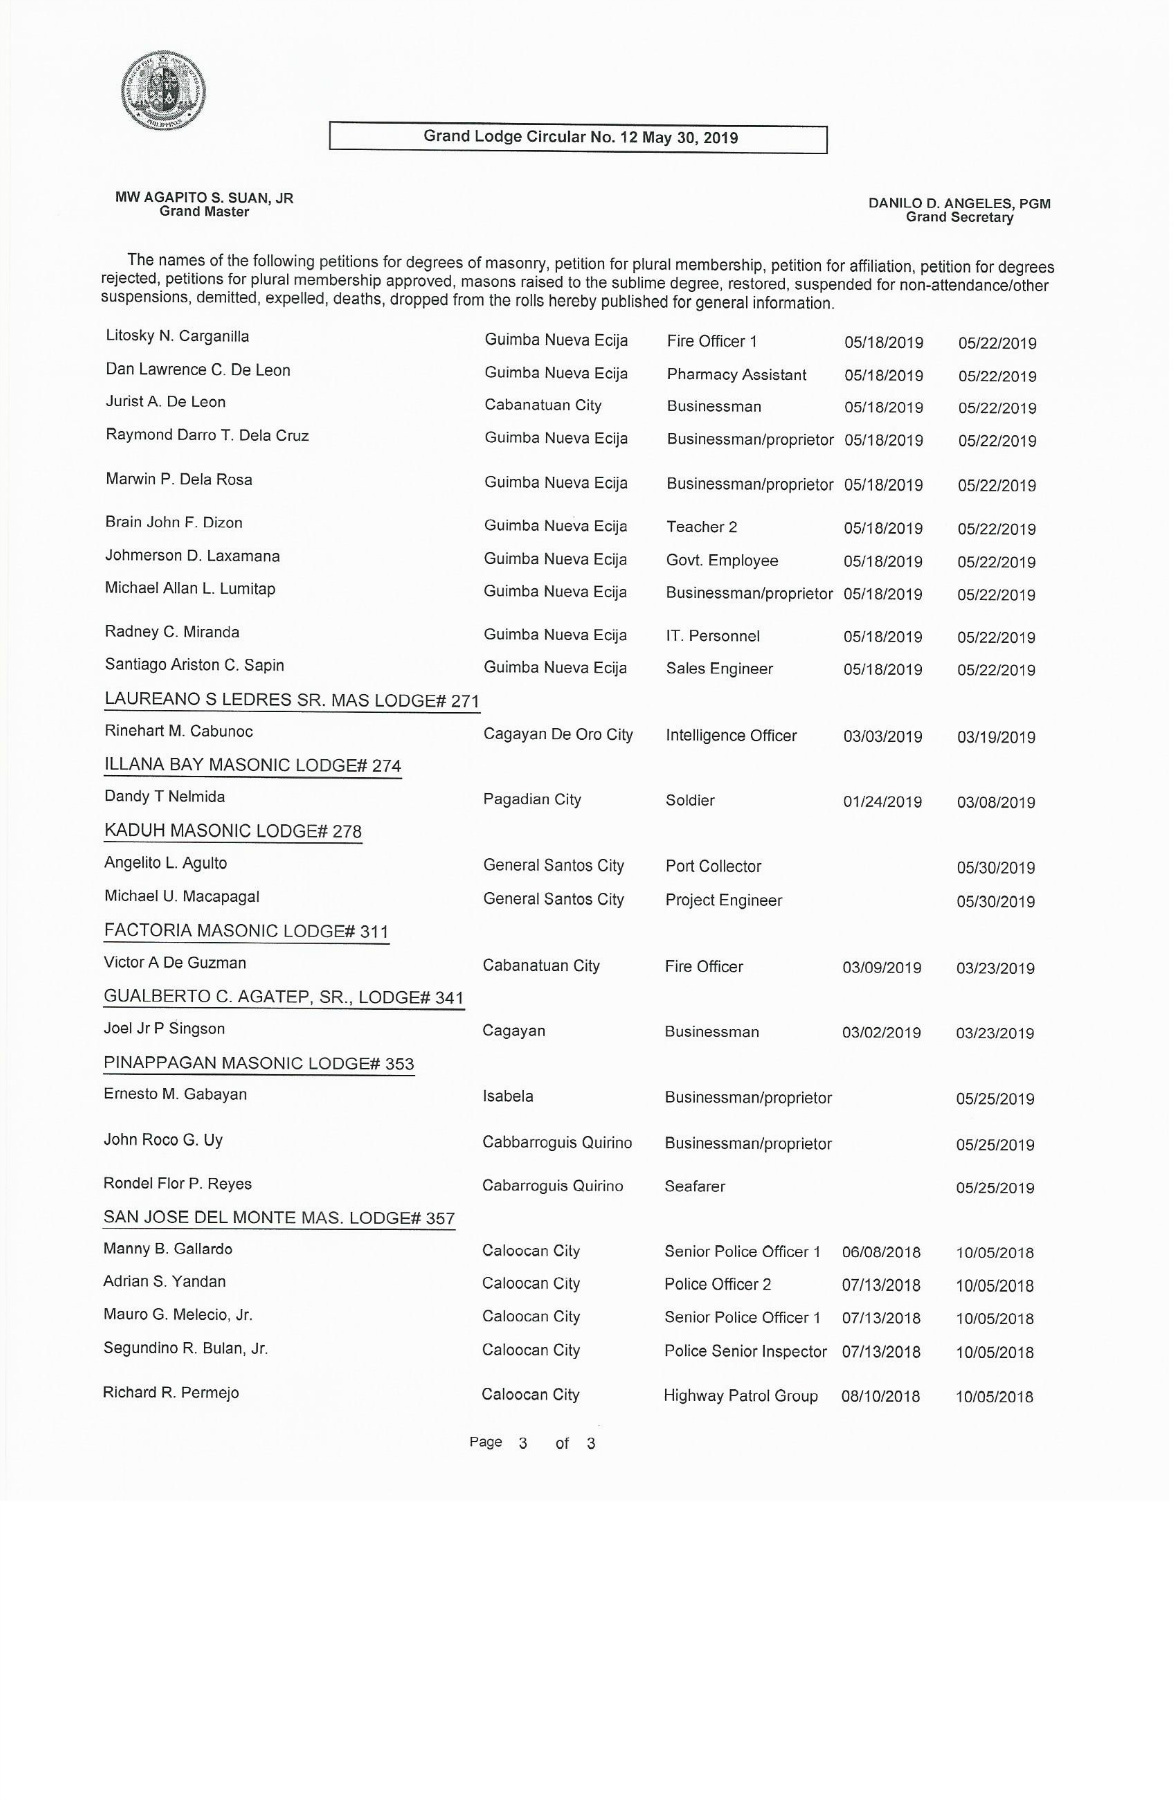 Grand Lodge Circular No. 12 May 30, 2019
MW AGAPITO S. SUAN, JR
Grand Master
DANILO D. ANGELES, PGM
Grand Secretary
The names of the following petitions for degrees of masonry, petition for plural membership, petition for affiliation, petition for degrees
rejected, petitions for plural membership approved, masons raised to the sublime degree, restored, suspended for non-attendance/other
suspensions, demitted, expelled, deaths, dropped from the rolls hereby published for general information.
Litosky N. Carganilla Guimba Nueva Ecija Fire Officer 1 05/18/2019 05/22/2019
Dan Lawrence C. De Leon Guimba Nueva Ecija Pharmacy Assistant 05/18/2019 05/22/2019
Jurist A. De Leon Cabanatuan City Businessman 05/18/2019 05/22/2019
Raymond Darro T. Dela Cruz Guimba Nueva Ecija Businessman/proprietor 05/18/2019 05/22/2019
Marwin P. Dela Rosa Guimba Nueva Ecija Businessman/proprietor 05/18/2019 05/22/2019
Brain John F. Dizon Guimba Nueva Ecija Teacher 2 05/18/2019 05/22/2019
Johmerson D. Laxamana Guimba Nueva Ecija Govt. Employee 05/18/2019 05/22/2019
Michael Allan L. Lumitap Guimba Nueva Ecija Businessman/proprietor 05/18/2019 05/22/2019
Radney C. Miranda Guimba Nueva Ecija IT. Personnel 05/18/2019 05/22/2019
Santiago Ariston C. Sapin Guimba Nueva Ecija Sales Engineer 05/18/2019 05/22/2019
LAUREANO S LEDRES SR. MAS LODGE# 271
Rinehart M. Cabunoc Cagayan De Oro City Intelligence Officer 03/03/2019 03/19/2019
ILLANA BAY MASONIC LODGE# 274
Dandy T Nelmida Pagadian City Soldier 01/24/2019 03/08/2019
KADUH MASONIC LODGE# 278
Angelito L. Agulto General Santos City Port Collector 05/30/2019
Michael U. Macapagal General Santos City Project Engineer 05/30/2019
FACTORIA MASONIC LODGE# 311
Victor A De Guzman Cabanatuan City Fire Officer 03/09/2019 03/23/2019
GUALBERTO C. AGATEP, SR., LODGE# 341
Joel Jr P Singson Cagayan Businessman 03/02/2019 03/23/2019
PINAPPAGAN MASONIC LODGE# 353
Ernesto M. Gabayan Isabela Businessman/proprietor 05/25/2019
John Roco G. Uy Cabbarroguis Quirino Businessman/proprietor 05/25/2019
Rondel Flor P. Reyes Cabarroguis Quirino Seafarer 05/25/2019
SAN JOSE DEL MONTE MAS. LODGE# 357
Manny B. Gallardo Caloocan City Senior Police Officer 1 06/08/2018 10/05/2018
Adrian S. Yandan Caloocan City Police Officer 2 07/13/2018 10/05/2018
Mauro G. Melecio, Jr. Caloocan City Senior Police Officer 1 07/13/2018 10/05/2018
Segundino R. Bulan, Jr. Caloocan City Police Senior Inspector 07/13/2018 10/05/2018
Richard R. Permejo Caloocan City Highway Patrol Group 08/10/2018 10/05/2018
Page 3 of 3